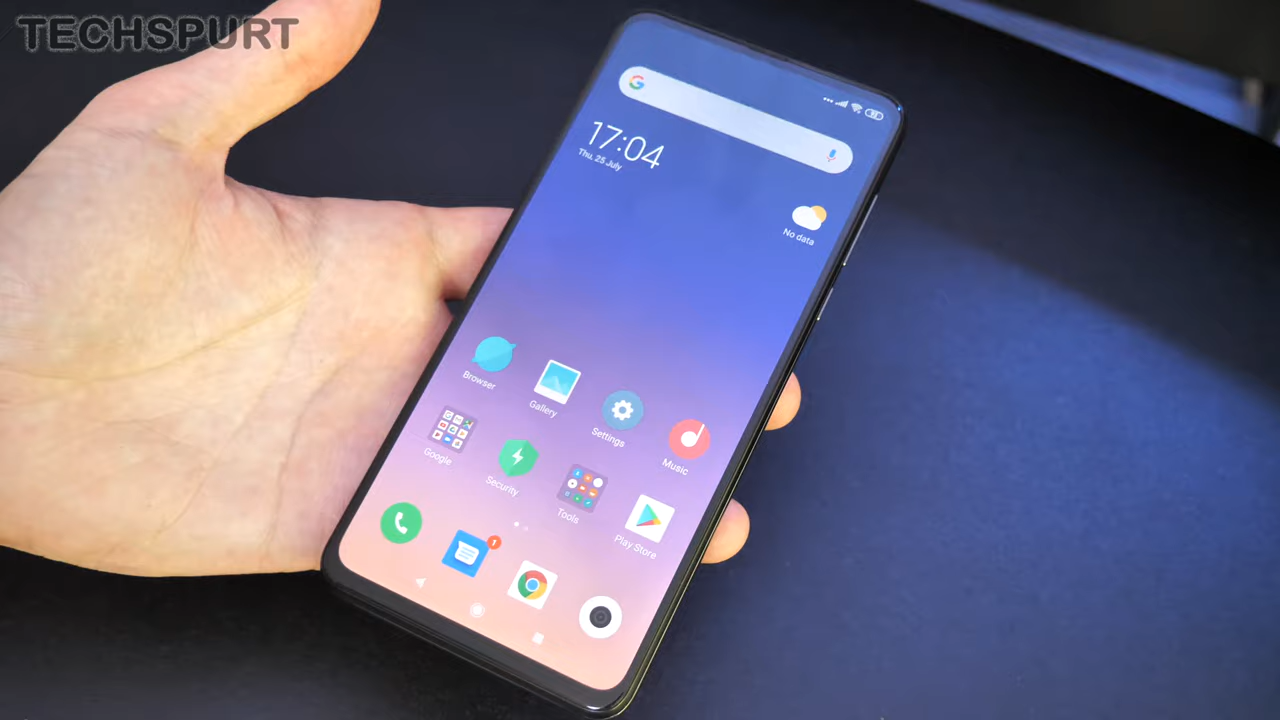 TECHSPURT
17:04
Thu, 25 July
No data
Browser
Gallery
Settings
Music
Google
Security
Tools
Play Store
1